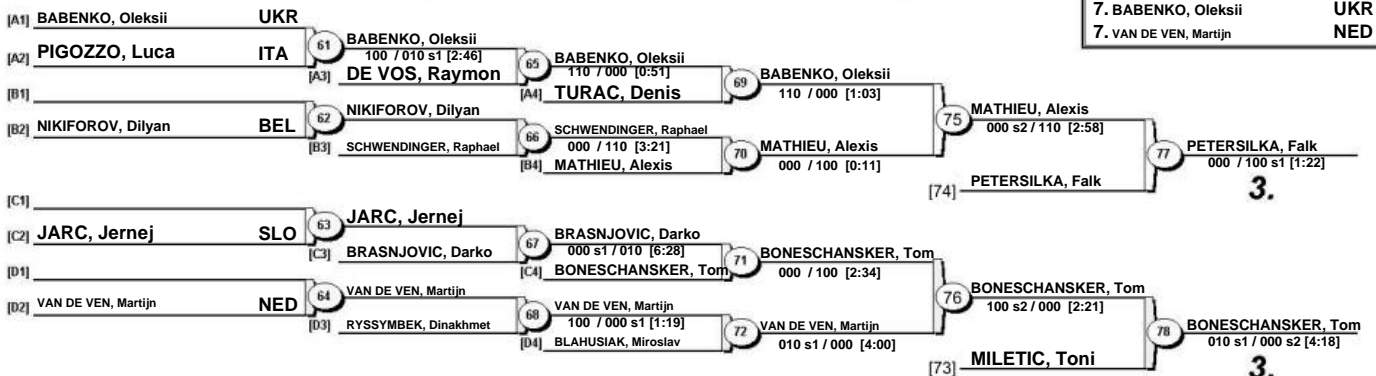 7. BABENKO, Oleksii UKR
7. VAN DE VEN, Martijn NED
[A1] BABENKO, Oleksii UKR
[A2] PIGOZZO, Luca ITA
61
BABENKO, Oleksii
100 / 010 s1 [2:46]
[A3] DE VOS, Raymon
65
BABENKO, Oleksii
110 / 000 [0:51]
[A4] TURAC, Denis
69
BABENKO, Oleksii
110 / 000 [1:03]
[B1]
[B2] NIKIFOROV, Dilyan BEL
62
NIKIFOROV, Dilyan
[B3] SCHWENDINGER, Raphael
66
SCHWENDINGER, Raphael
000 / 110 [3:21]
[B4] MATHIEU, Alexis
70
MATHIEU, Alexis
000 / 100 [0:11]
75
MATHIEU, Alexis
000 s2 / 110 [2:58]
[74] PETERSILKA, Falk
77
PETERSILKA, Falk
000 / 100 s1 [1:22]
3.
[C1]
[C2] JARC, Jernej SLO
63
JARC, Jernej
[C3] BRASNJOVIC, Darko
67
BRASNJOVIC, Darko
000 s1 / 010 [6:28]
[C4] BONESCHANSKER, Tom
71
BONESCHANSKER, Tom
000 / 100 [2:34]
[D1]
[D2] VAN DE VEN, Martijn NED
64
VAN DE VEN, Martijn
[D3] RYSSYMBEK, Dinakhmet
68
VAN DE VEN, Martijn
100 / 000 s1 [1:19]
[D4] BLAHUSIAK, Miroslav
72
VAN DE VEN, Martijn
010 s1 / 000 [4:00]
76
BONESCHANSKER, Tom
100 s2 / 000 [2:21]
[73] MILETIC, Toni
78
BONESCHANSKER, Tom
010 s1 / 000 s2 [4:18]
3.